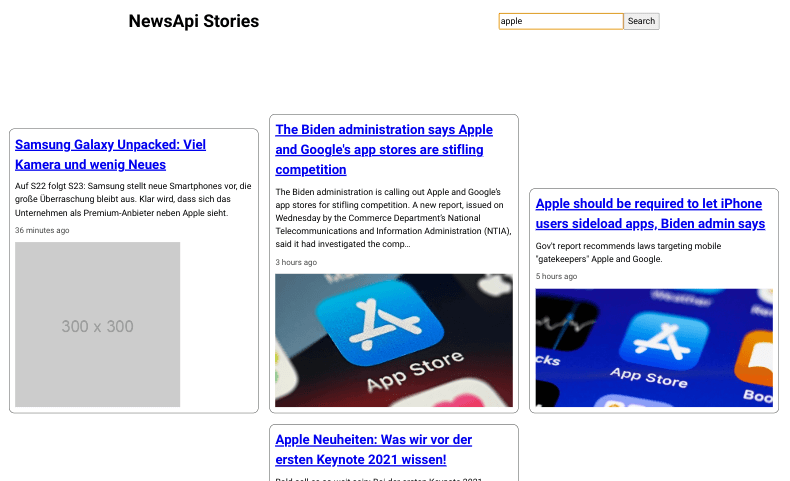 NewsApi Stories
apple
Search
Samsung Galaxy Unpacked: Viel
Kamera und wenig Neues
Auf S22 folgt S23: Samsung stellt neue Smartphones vor, die
große Überraschung bleibt aus. Klar wird, dass sich das
Unternehmen als Premium-Anbieter neben Apple sieht.
36 minutes ago
300 x 300
The Biden administration says Apple
and Google's app stores are stifling
competition
The Biden administration is calling out Apple and Google's
app stores for stifling competition. A new report, issued on
Wednesday by the Commerce Department's National
Telecommunications and Information Administration (NTIA),
said it had investigated the comp…
3 hours ago
App Store
Apple should be required to let iPhone
users sideload apps, Biden admin says
Gov't report recommends laws targeting mobile
"gatekeepers" Apple and Google.
5 hours ago
Weather
cks
App Store
Boo
Apple Neuheiten: Was wir vor der
ersten Keynote 2021 wissen!